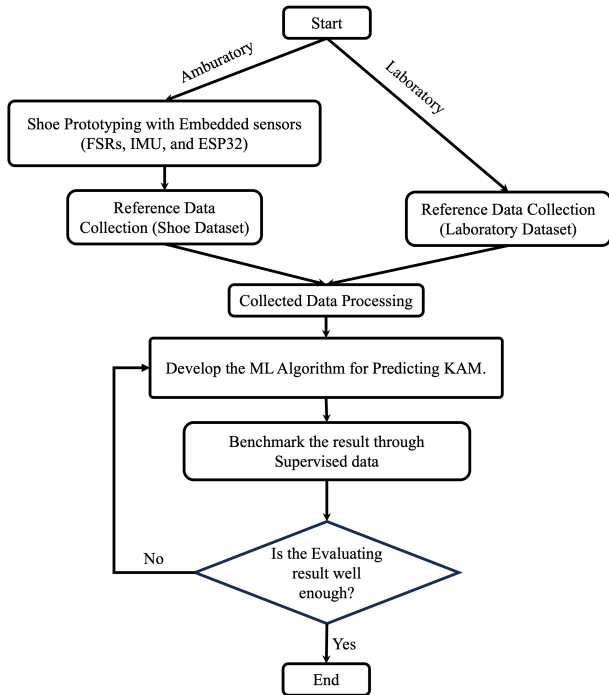 Start
Amburatory
Laboratory
Shoe Prototyping with Embedded sensors
(FSRs, IMU, and ESP32)
Reference Data
Collection (Shoe Dataset)
Reference Data Collection
(Laboratory Dataset)
Collected Data Processing
Develop the ML Algorithm for Predicting KAM.
Benchmark the result through
Supervised data
Is the Evaluating
result well
enough?
No
Yes
End